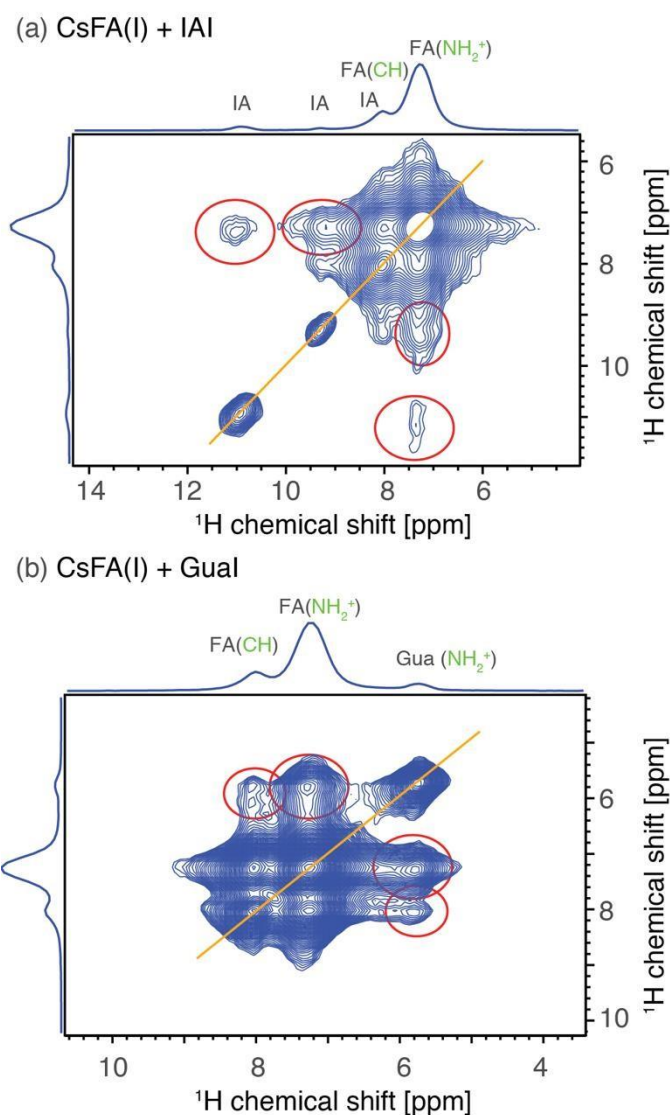 (a) CsFA(I) + IAI
FA(NH₂⁺)
FA(CH)
IA IA IA
6
8
10
¹H chemical shift [ppm]
14 12 10 8 6
¹H chemical shift [ppm]
(b) CsFA(I) + GuaI
FA(NH₂⁺)
FA(CH)
Gua (NH₂⁺)
6
8
10
¹H chemical shift [ppm]
10 8 6 4
¹H chemical shift [ppm]